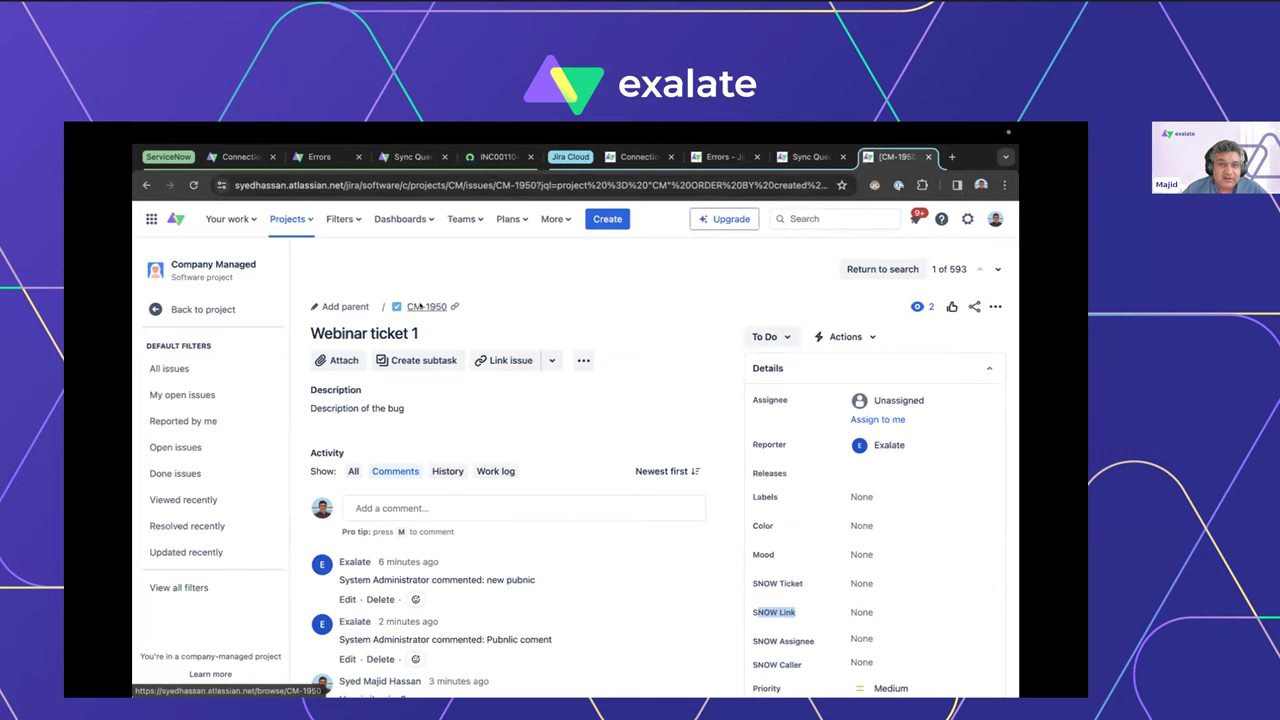 exalate
ServiceNow
Connectio
Errors
Sync Que
INC00110
Jira Cloud
Connectio
Errors - Ji
Sync Que
[CM-1950
syedhassan.atlassian.net/jira/software/c/projects/CM/issues/CM-1950?jql=project%20%3D%20"CM"%20ORDER%20BY%20created%2...
Your work
Projects
Filters
Dashboards
Teams
Plans
More
Create
Upgrade
Search
9+
exalate
Majid
Company Managed
Software project
Back to project
DEFAULT FILTERS
All issues
My open issues
Reported by me
Open issues
Done issues
Viewed recently
Resolved recently
Updated recently
View all filters
You're in a company-managed project
Learn more
https://syedhassan.atlassian.net/browse/CM-1950
Return to search
1 of 593
Add parent / CM-1950
2
Webinar ticket 1
Attach
Create subtask
Link issue
Description
Description of the bug
Activity
Show: All Comments History Work log
Newest first
Add a comment...
Pro tip: press M to comment
E
Exalate 6 minutes ago
System Administrator commented: new pubnic
Edit · Delete ·
E
Exalate 2 minutes ago
System Administrator commented: Pubnlic coment
Edit · Delete ·
Syed Majid Hassan 3 minutes ago
To Do
Actions
Details
Assignee
Unassigned
Assign to me
Reporter
E
Exalate
Releases
Labels
None
Color
None
Mood
None
SNOW Ticket
None
SNOW Link
None
SNOW Assignee
None
SNOW Caller
None
Priority
Medium